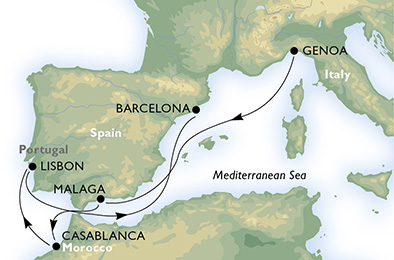 GENOA
Italy
BARCELONA
Spain
Portugal
LISBON
MALAGA
Mediterranean Sea
CASABLANCA
Morocco